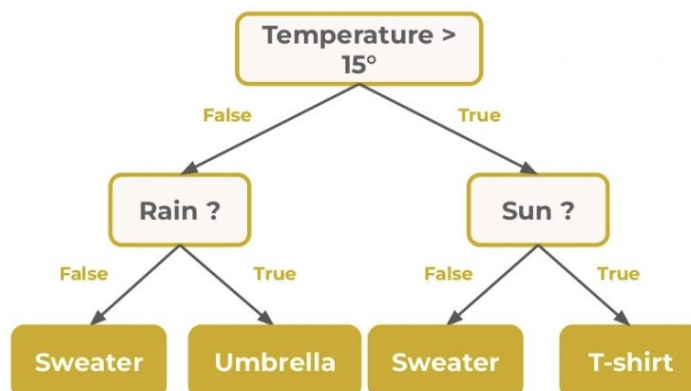 Temperature >
15°
False
True
Rain ?
Sun ?
False
True
False
True
Sweater
Umbrella
Sweater
T-shirt